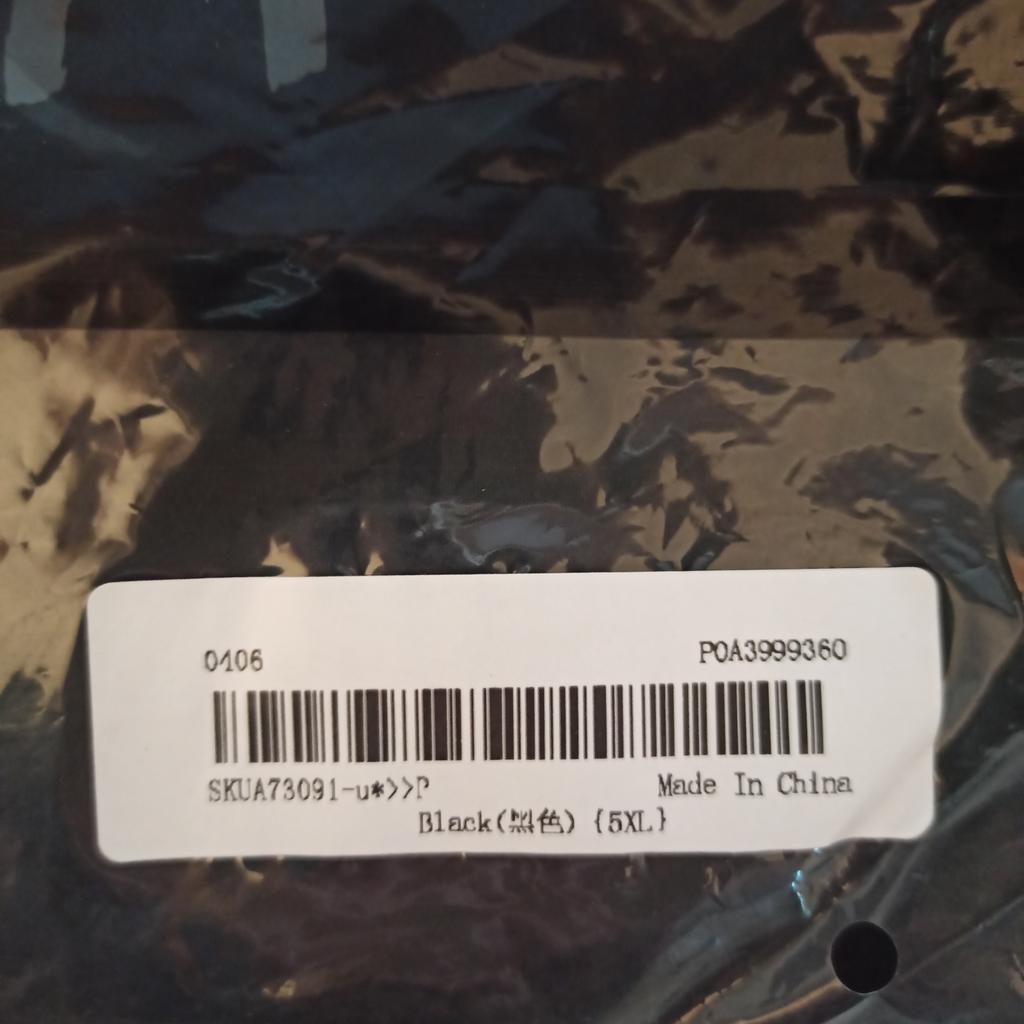 0106 P0A3999360
SKUA73091-u*>>P Made In China
Black(黑色) {5XL}